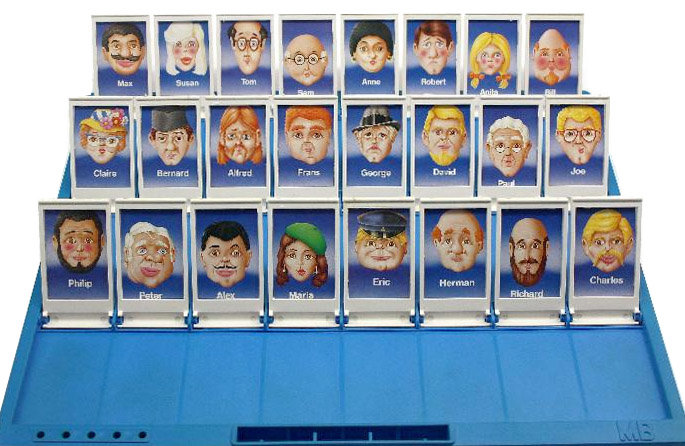 Max
Susan
Tom
Sam
Anne
Robert
Anita
Bill
Claire
Bernard
Alfred
Frans
George
David
Paul
Joe
Philip
Peter
Alex
Maria
Eric
Herman
Richard
Charles
MB